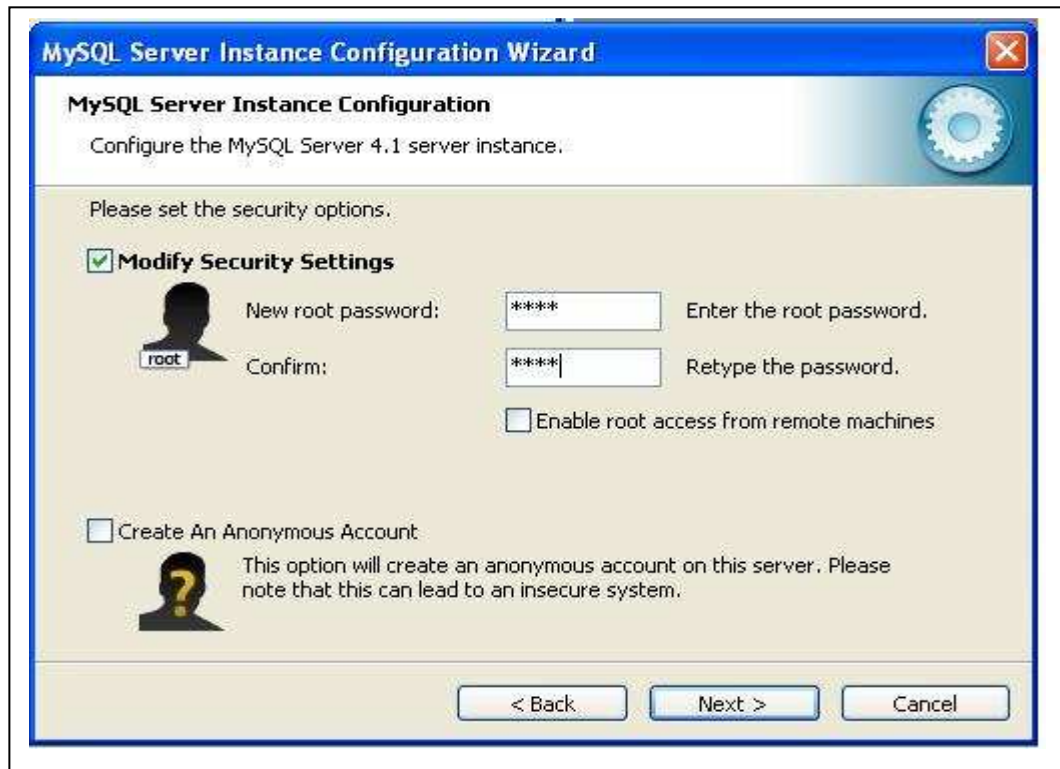 MySQL Server Instance Configuration Wizard
MySQL Server Instance Configuration
Configure the MySQL Server 4.1 server instance.
Please set the security options.
Modify Security Settings
New root password: **** Enter the root password.
root
Confirm: **** Retype the password.
Enable root access from remote machines
Create An Anonymous Account
?
This option will create an anonymous account on this server. Please
note that this can lead to an insecure system.
< Back Next > Cancel